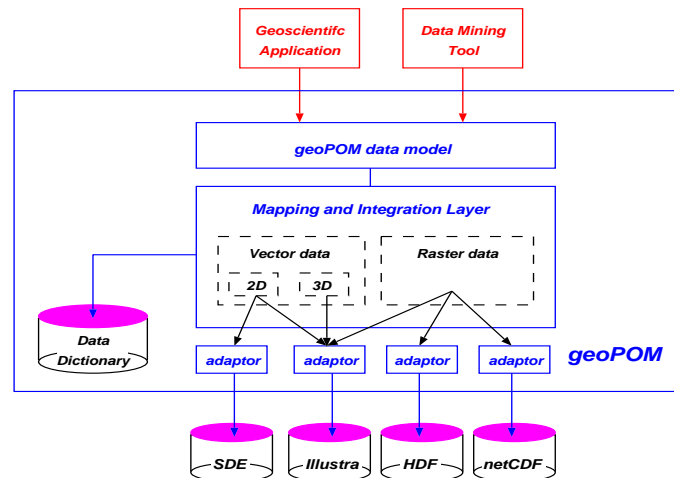 Geoscientifc
Application
Data Mining
Tool
geoPOM data model
Mapping and Integration Layer
Vector data
Raster data
2D
3D
Data
Dictionary
adaptor
adaptor
adaptor
adaptor
geoPOM
SDE
Illustra
HDF
netCDF